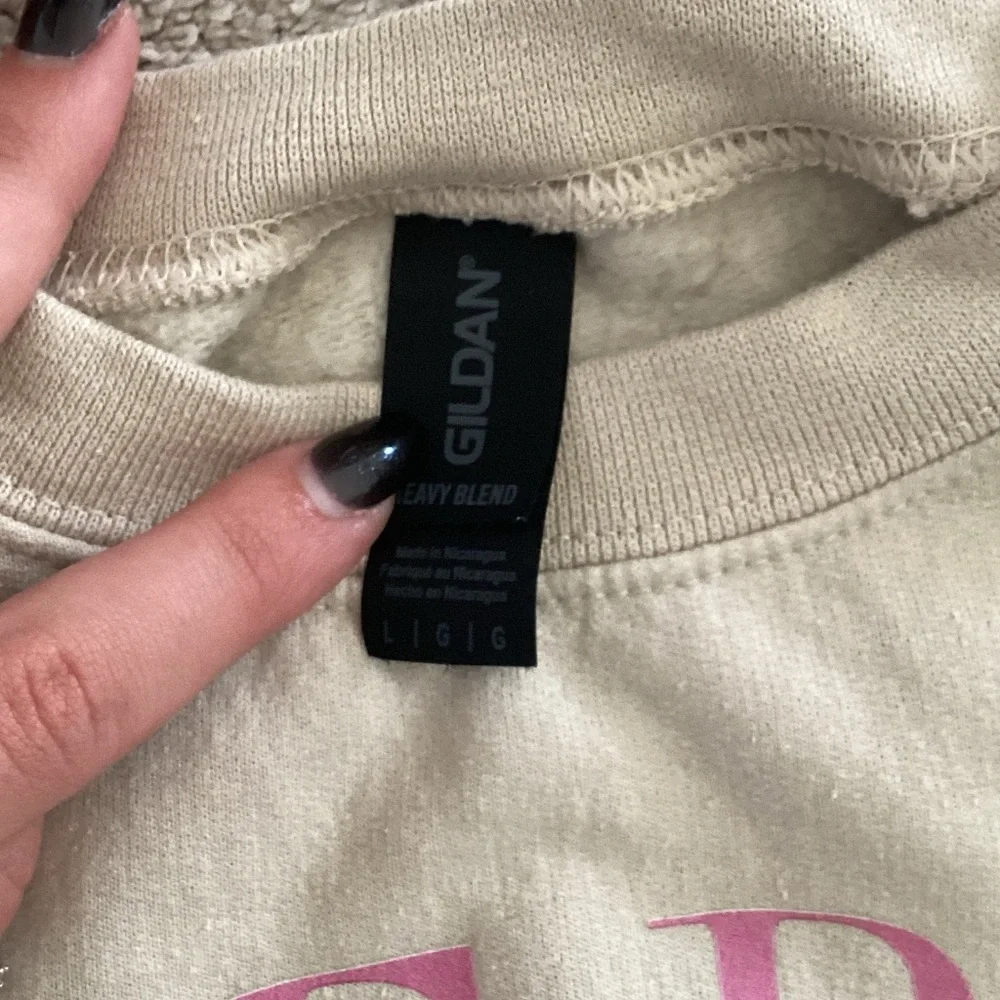 GILDAN®
EAVY BLEND
Made in Nicaragua
Fabriqué au Nicaragua
Hecho en Nicaragua
L | G | G